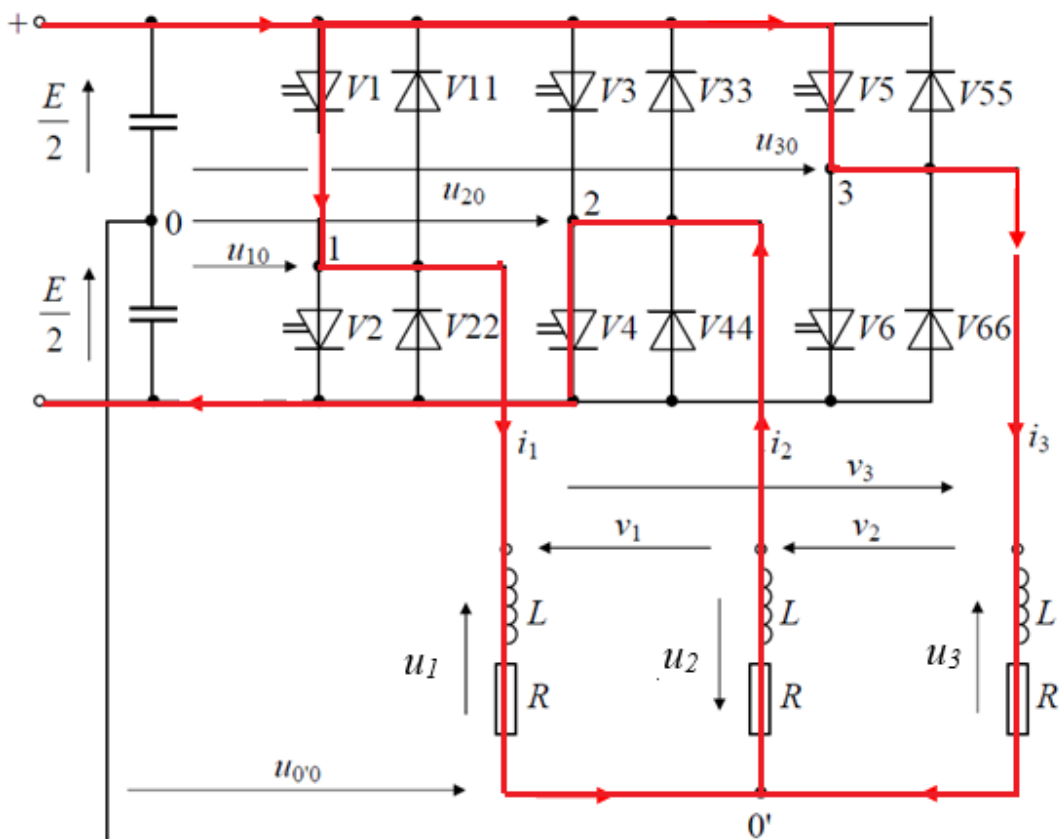 +
E/2
V1 V11 V3 V33 V5 V55
u₃₀
3
u₂₀
2
0
u₁₀
1
E/2
V2 V22 V4 V44 V6 V66
i₁ i₂ i₃
v₃
v₁ v₂
L L L
u₁ u₂ u₃
R R R
u₀'₀
0'